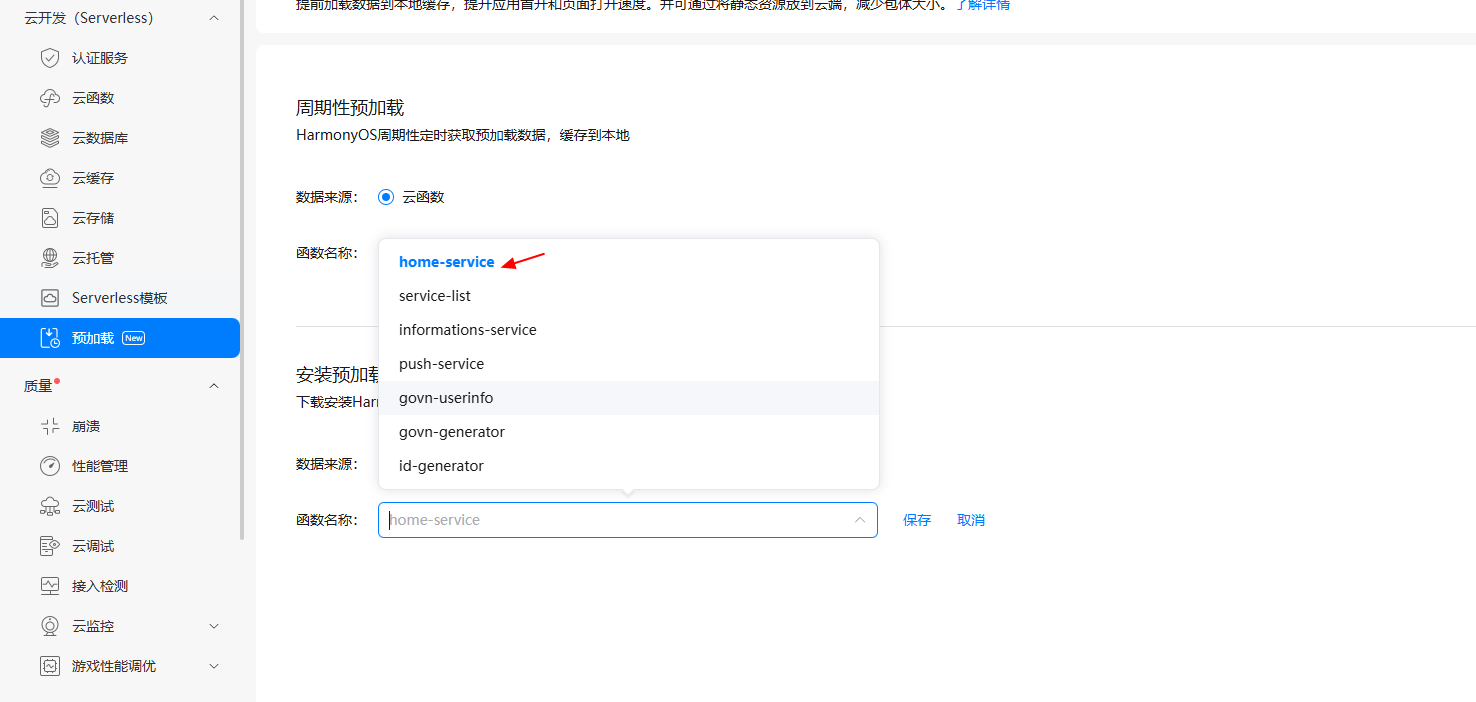 云开发（Serverless）
认证服务
云函数
云数据库
云缓存
云存储
云托管
Serverless模板
预加载 New
质量
崩溃
性能管理
云测试
云调试
接入检测
云监控
游戏性能调优
提前加载数据到本地缓存，提升应用首开和页面打开速度。并可通过将静态资源放到云端，减少包体大小。了解详情
周期性预加载
HarmonyOS周期性定时获取预加载数据，缓存到本地
数据来源： 云函数
函数名称：
home-service
service-list
informations-service
push-service
govn-userinfo
govn-generator
id-generator
安装预加载
下载安装Har
数据来源：
函数名称： home-service 保存 取消